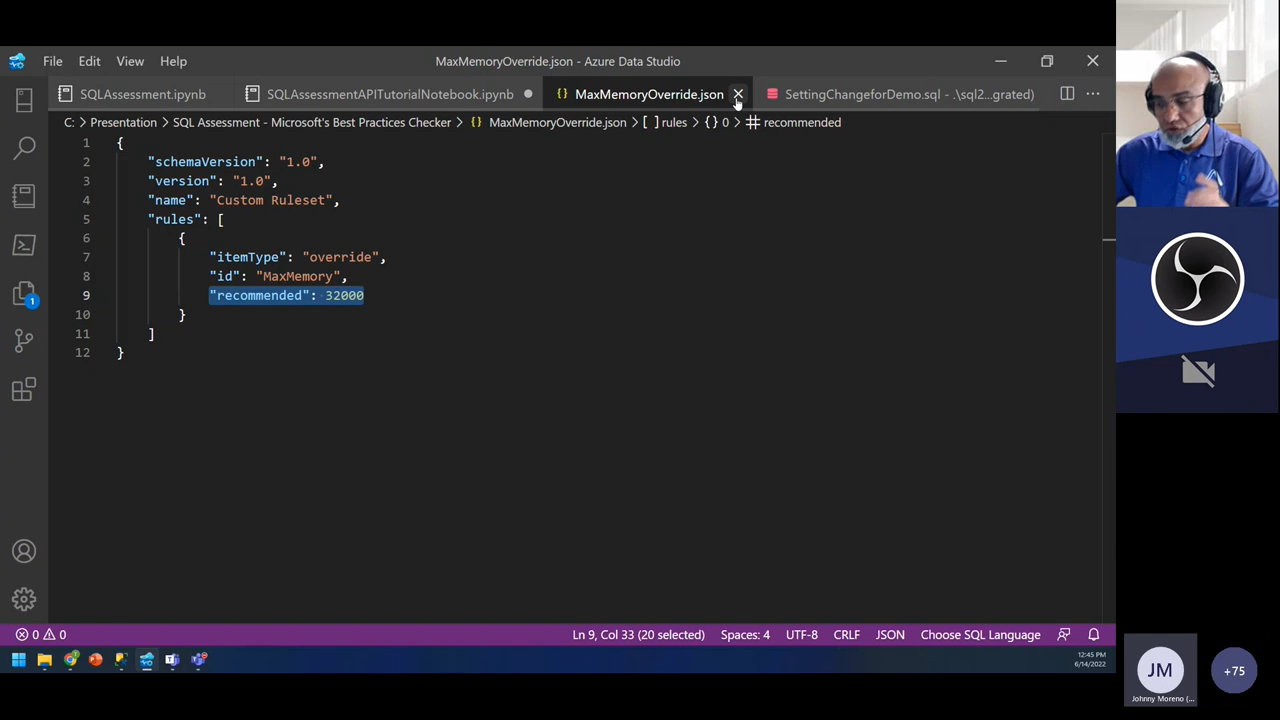 File Edit View Help
MaxMemoryOverride.json - Azure Data Studio
SQLAssessment.ipynb
SQLAssessmentAPITutorialNotebook.ipynb
MaxMemoryOverride.json
SettingChangeforDemo.sql - .\sql2...grated)
C: > Presentation > SQL Assessment - Microsoft's Best Practices Checker > {} MaxMemoryOverride.json > [ ] rules > {} 0 > # recommended
1 {
2 "schemaVersion": "1.0",
3 "version": "1.0",
4 "name": "Custom Ruleset",
5 "rules": [
6 {
7 "itemType": "override",
8 "id": "MaxMemory",
9 "recommended": 32000
10 }
11 ]
12 }
1
0 0
Ln 9, Col 33 (20 selected) Spaces: 4 UTF-8 CRLF JSON Choose SQL Language
12:45 PM
6/14/2022
JM
Johnny Moreno (...
+75